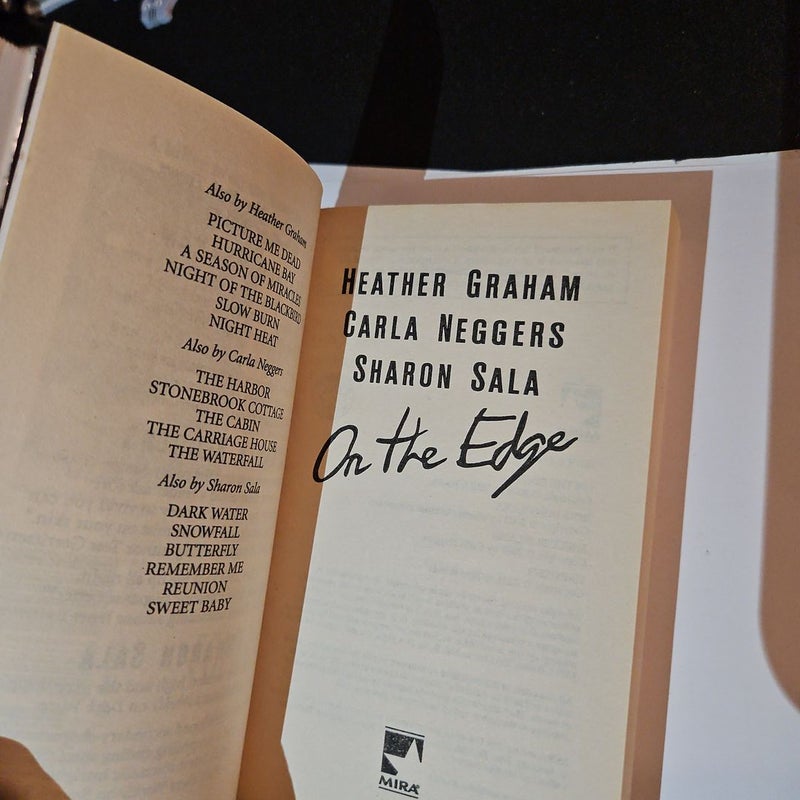 Also by Heather Graham
PICTURE ME DEAD
HURRICANE BAY
A SEASON OF MIRACLES
NIGHT OF THE BLACKBIRD
SLOW BURN
NIGHT HEAT
Also by Carla Neggers
THE HARBOR
STONEBROOK COTTAGE
THE CABIN
THE CARRIAGE HOUSE
THE WATERFALL
Also by Sharon Sala
DARK WATER
SNOWFALL
BUTTERFLY
REMEMBER ME
REUNION
SWEET BABY
HEATHER GRAHAM
CARLA NEGGERS
SHARON SALA
On the Edge
MIRA